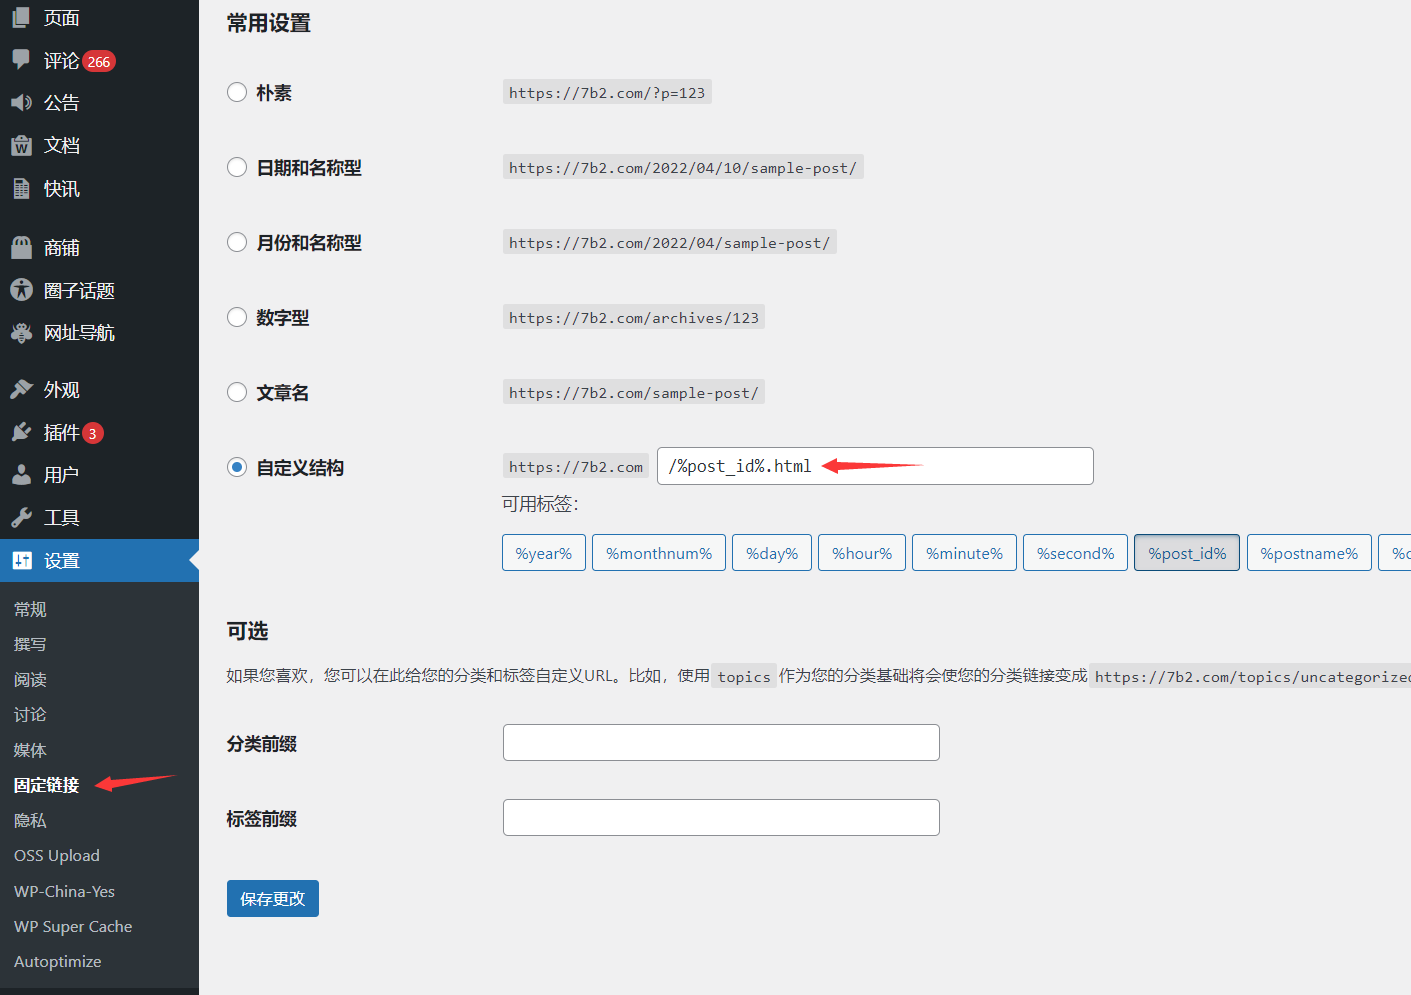 页面
评论 266
公告
文档
快讯
商铺
圈子话题
网址导航
外观
插件 3
用户
工具
设置
常规
撰写
阅读
讨论
媒体
固定链接
隐私
OSS Upload
WP-China-Yes
WP Super Cache
Autoptimize
常用设置
朴素 https://7b2.com/?p=123
日期和名称型 https://7b2.com/2022/04/10/sample-post/
月份和名称型 https://7b2.com/2022/04/sample-post/
数字型 https://7b2.com/archives/123
文章名 https://7b2.com/sample-post/
自定义结构 https://7b2.com /%post_id%.html
可用标签：
%year% %monthnum% %day% %hour% %minute% %second% %post_id% %postname%
可选
如果您喜欢，您可以在此给您的分类和标签自定义URL。比如，使用 topics 作为您的分类基础将会使您的分类链接变成 https://7b2.com/topics/uncategorized
分类前缀
标签前缀
保存更改